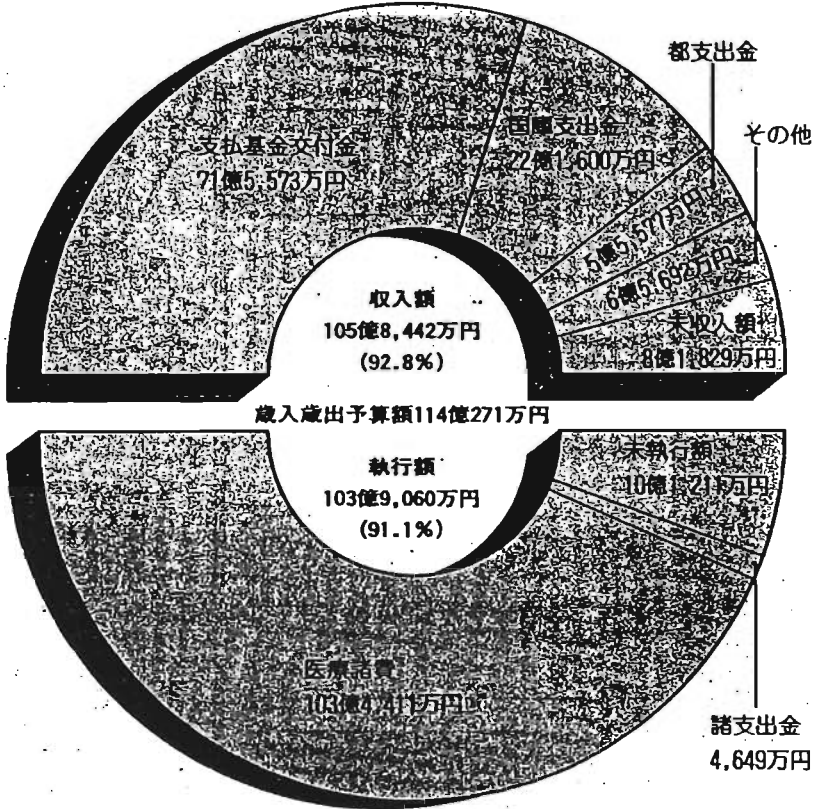 都支出金
その他
国庫支出金
22億1,600万円
支払基金交付金
71億5,573万円
5億5,577万円
6億5,692万円
未収入額
8億1,829万円
収入額
105億8,442万円
(92.8%)
歳入歳出予算額114億271万円
執行額
103億9,060万円
(91.1%)
未執行額
10億1,211万円
医療諸費
103億4,411万円
諸支出金
4,649万円